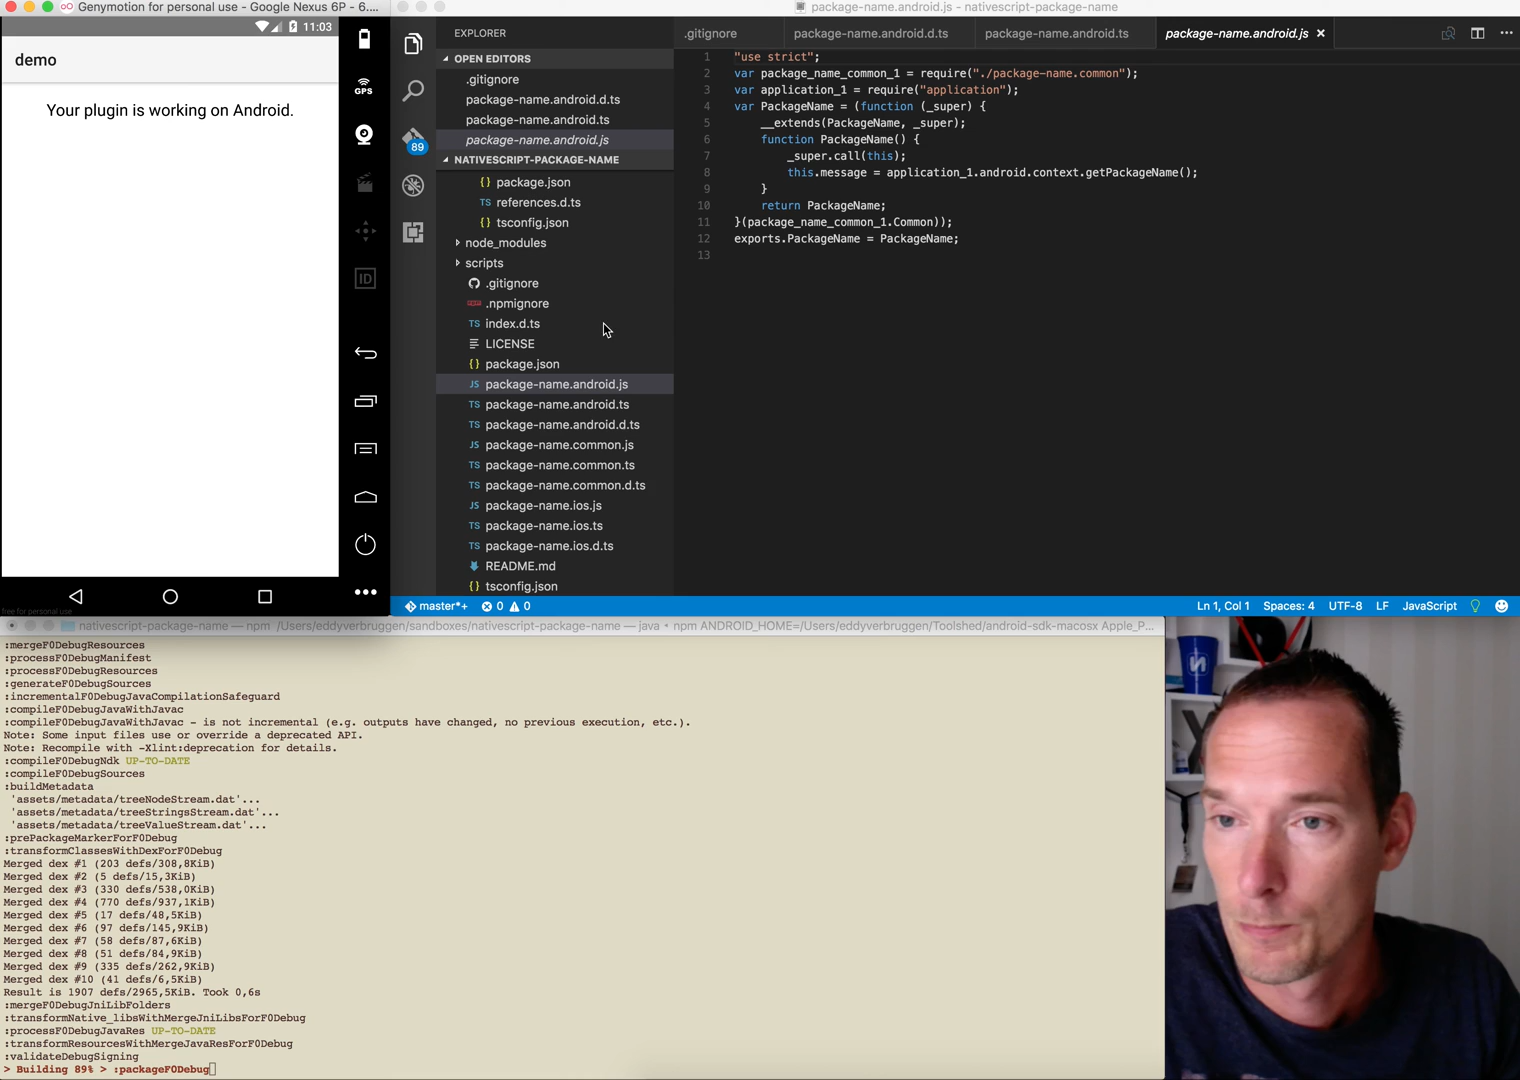 Genymotion for personal use - Google Nexus 6P - 6....
11:03
demo
Your plugin is working on Android.
GPS
ID
free for personal use
package-name.android.js - nativescript-package-name
EXPLORER
OPEN EDITORS
.gitignore
package-name.android.d.ts
package-name.android.ts
package-name.android.js
89
NATIVESCRIPT-PACKAGE-NAME
{} package.json
TS references.d.ts
{} tsconfig.json
node_modules
scripts
.gitignore
.npmignore
TS index.d.ts
LICENSE
{} package.json
JS package-name.android.js
TS package-name.android.ts
TS package-name.android.d.ts
JS package-name.common.js
TS package-name.common.ts
TS package-name.common.d.ts
JS package-name.ios.js
TS package-name.ios.ts
TS package-name.ios.d.ts
README.md
{} tsconfig.json
.gitignore package-name.android.d.ts package-name.android.ts package-name.android.js ×
1 "use strict";
2 var package_name_common_1 = require("./package-name.common");
3 var application_1 = require("application");
4 var PackageName = (function (_super) {
5 __extends(PackageName, _super);
6 function PackageName() {
7 _super.call(this);
8 this.message = application_1.android.context.getPackageName();
9 }
10 return PackageName;
11 }(package_name_common_1.Common));
12 exports.PackageName = PackageName;
13
master*+ 0 0 Ln 1, Col 1 Spaces: 4 UTF-8 LF JavaScript
nativescript-package-name — npm /Users/eddyverbruggen/sandboxes/nativescript-package-name — java • npm ANDROID_HOME=/Users/eddyverbruggen/Toolshed/android-sdk-macosx Apple_P...
:mergeF0DebugResources
:processF0DebugManifest
:processF0DebugResources
:generateF0DebugSources
:incrementalF0DebugJavaCompilationSafeguard
:compileF0DebugJavaWithJavac
:compileF0DebugJavaWithJavac - is not incremental (e.g. outputs have changed, no previous execution, etc.).
Note: Some input files use or override a deprecated API.
Note: Recompile with -Xlint:deprecation for details.
:compileF0DebugNdk UP-TO-DATE
:compileF0DebugSources
:buildMetadata
'assets/metadata/treeNodeStream.dat'...
'assets/metadata/treeStringsStream.dat'...
'assets/metadata/treeValueStream.dat'...
:prePackageMarkerForF0Debug
:transformClassesWithDexForF0Debug
Merged dex #1 (203 defs/308,8KiB)
Merged dex #2 (5 defs/15,3KiB)
Merged dex #3 (330 defs/538,0KiB)
Merged dex #4 (770 defs/937,1KiB)
Merged dex #5 (17 defs/48,5KiB)
Merged dex #6 (97 defs/145,9KiB)
Merged dex #7 (58 defs/87,6KiB)
Merged dex #8 (51 defs/84,9KiB)
Merged dex #9 (335 defs/262,9KiB)
Merged dex #10 (41 defs/6,5KiB)
Result is 1907 defs/2965,5KiB. Took 0,6s
:mergeF0DebugJniLibFolders
:transformNative_libsWithMergeJniLibsForF0Debug
:processF0DebugJavaRes UP-TO-DATE
:transformResourcesWithMergeJavaResForF0Debug
:validateDebugSigning
> Building 89% > :packageF0Debug